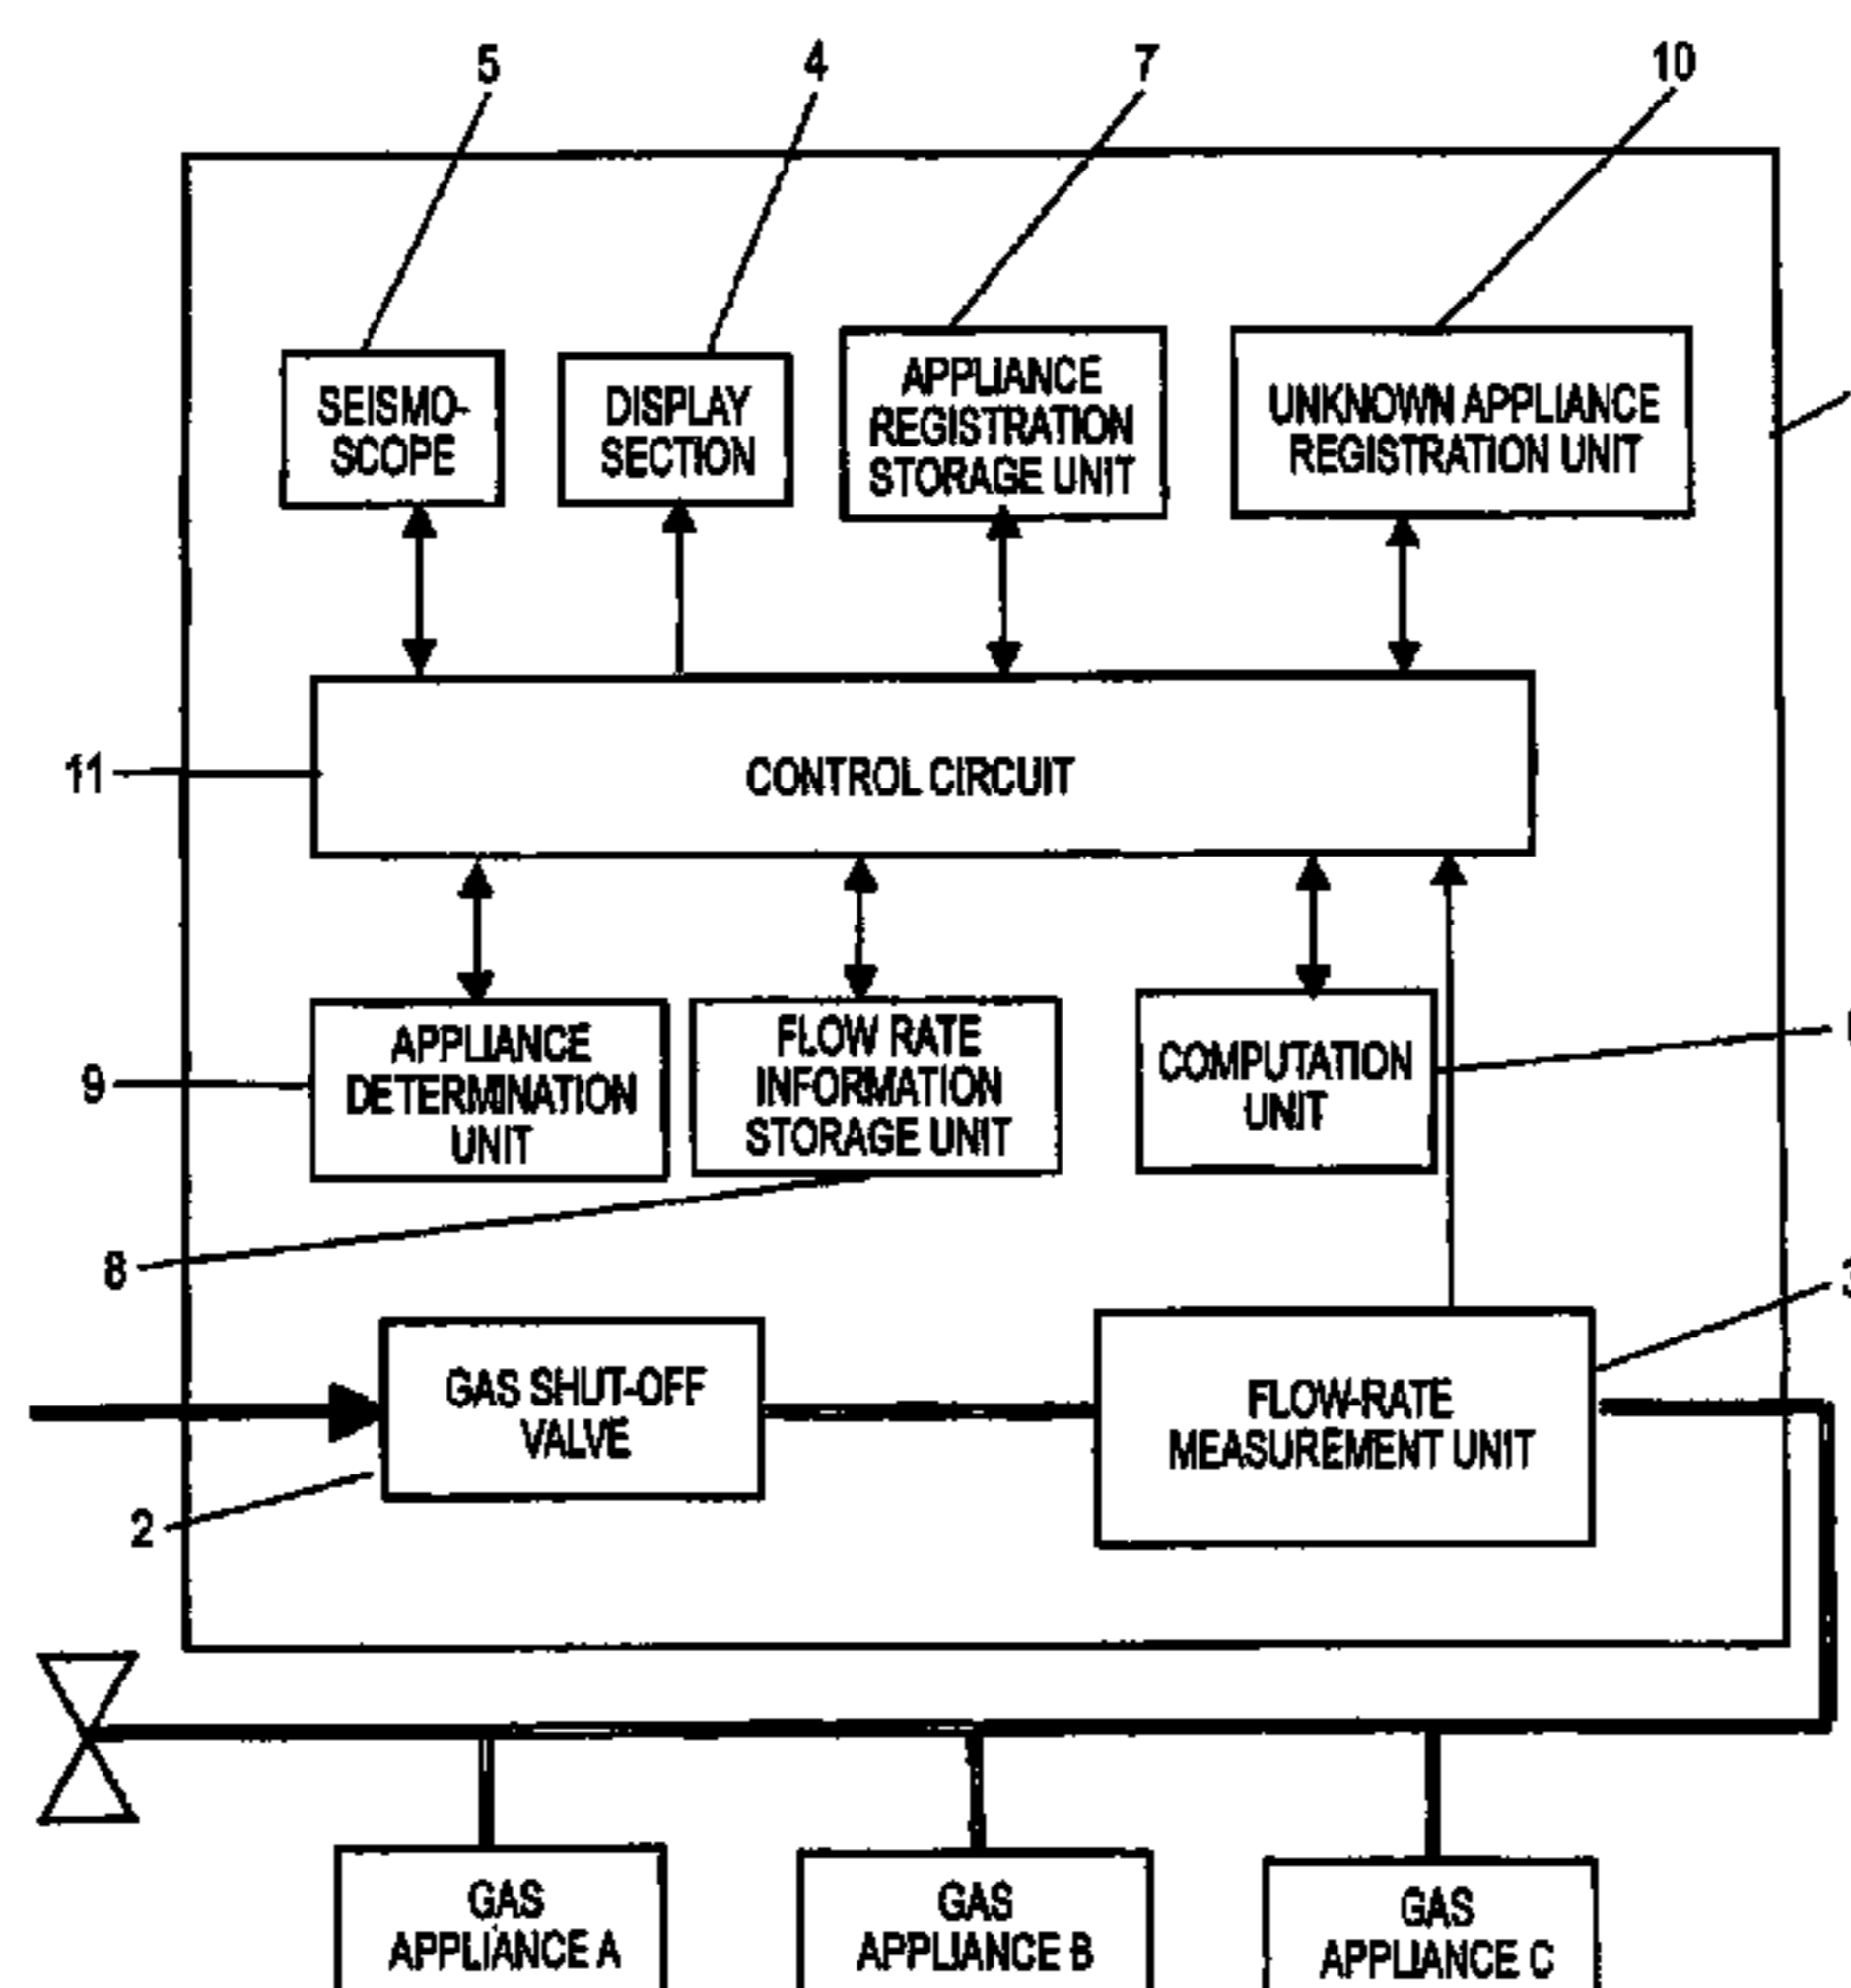 5
4
7
10
SEISMO-
SCOPE
DISPLAY
SECTION
APPLIANCE
REGISTRATION
STORAGE UNIT
UNKNOWN APPLIANCE
REGISTRATION UNIT
11
CONTROL CIRCUIT
9
APPLIANCE
DETERMINATION
UNIT
FLOW RATE
INFORMATION
STORAGE UNIT
COMPUTATION
UNIT
8
3
GAS SHUT-OFF
VALVE
FLOW-RATE
MEASUREMENT UNIT
2
GAS
APPLIANCE A
GAS
APPLIANCE B
GAS
APPLIANCE C